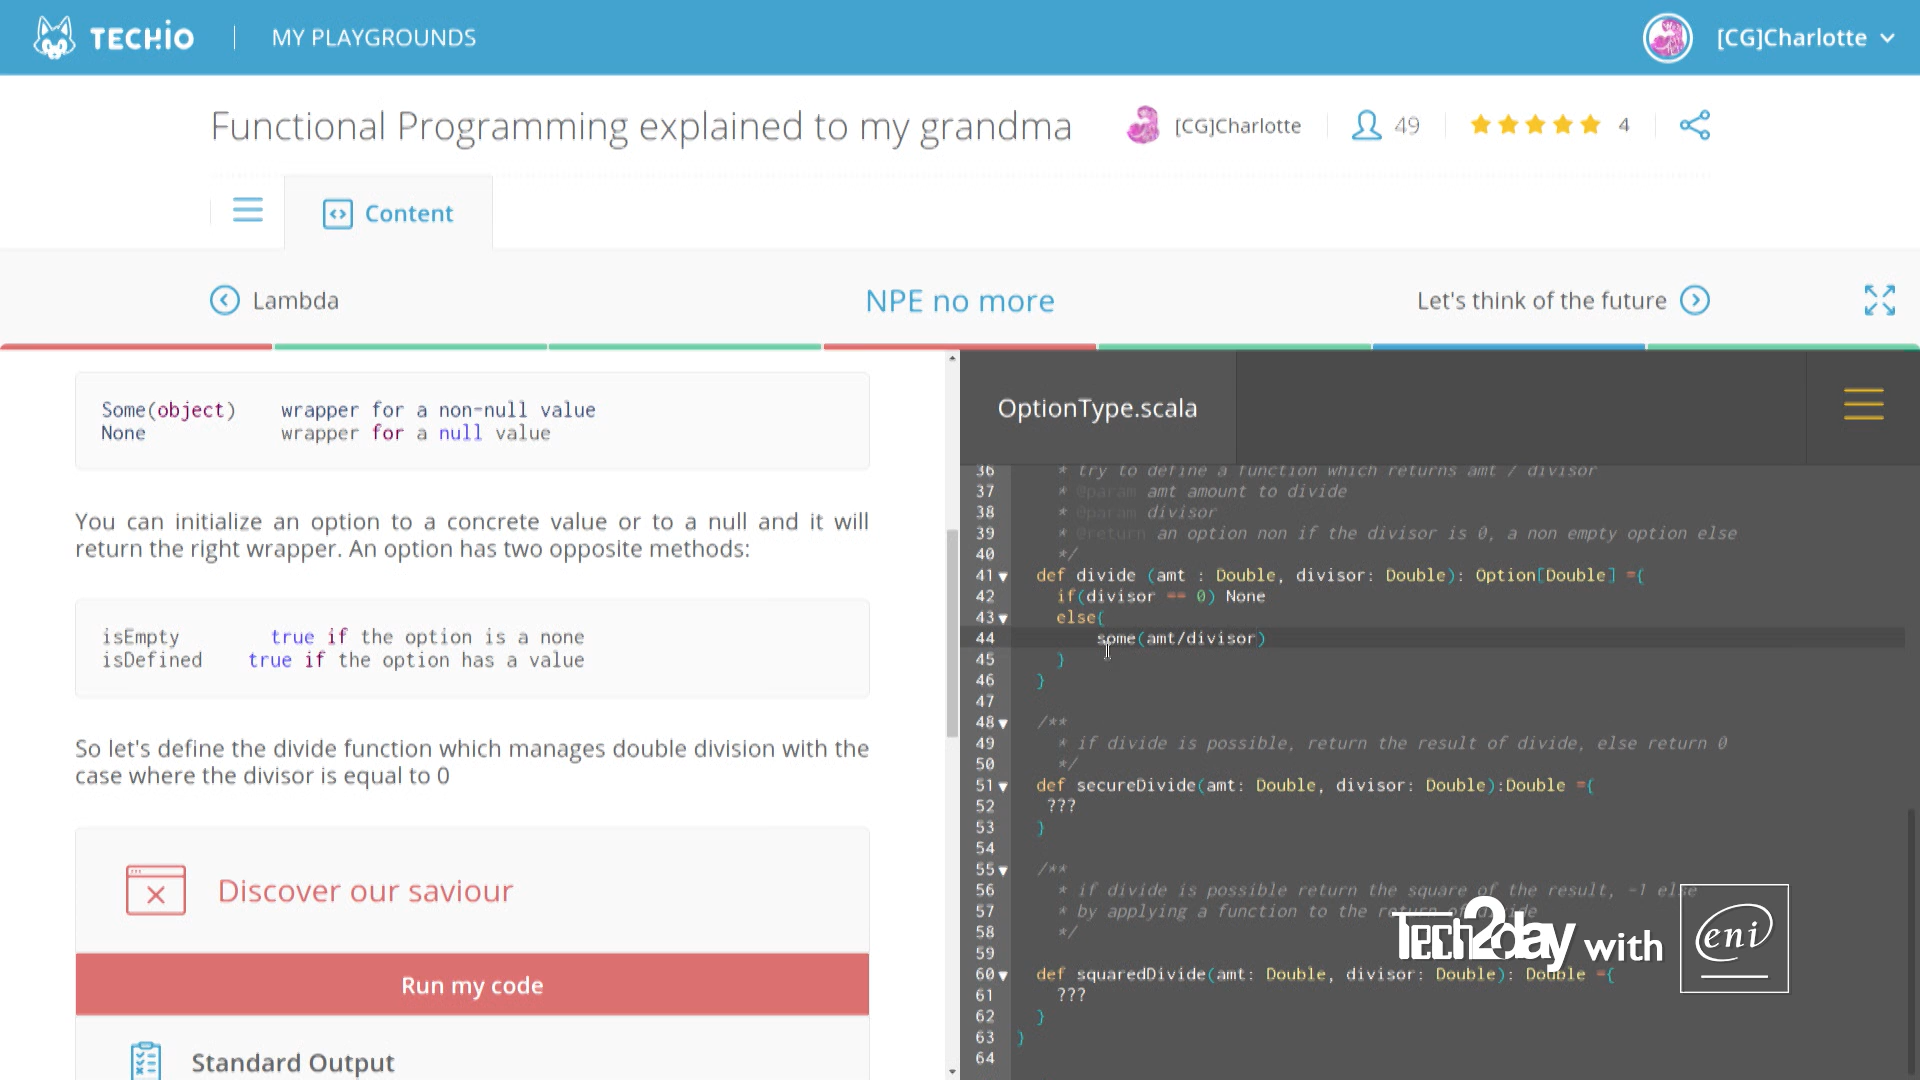 TECH.IO
MY PLAYGROUNDS
[CG]Charlotte
Functional Programming explained to my grandma
[CG]Charlotte
49
4
Content
Lambda
NPE no more
Let's think of the future
Some(object) wrapper for a non-null value
None wrapper for a null value
You can initialize an option to a concrete value or to a null and it will
return the right wrapper. An option has two opposite methods:
isEmpty true if the option is a none
isDefined true if the option has a value
So let's define the divide function which manages double division with the
case where the divisor is equal to 0
Discover our saviour
Run my code
Standard Output
OptionType.scala
36 * try to define a function which returns amt / divisor
37 * @param amt amount to divide
38 * @param divisor
39 * @return an option non if the divisor is 0, a non empty option else
40 */
41 def divide (amt : Double, divisor: Double): Option[Double] ={
42 if(divisor == 0) None
43 else{
44 some(amt/divisor)
45 }
46 }
47
48 /**
49 * if divide is possible, return the result of divide, else return 0
50 */
51 def secureDivide(amt: Double, divisor: Double):Double ={
52 ???
53 }
54
55 /**
56 * if divide is possible return the square of the result, -1 else
57 * by applying a function to the return of divide
58 */
59
60 def squaredDivide(amt: Double, divisor: Double): Double ={
61 ???
62 }
63 }
64
Tech2day with eni